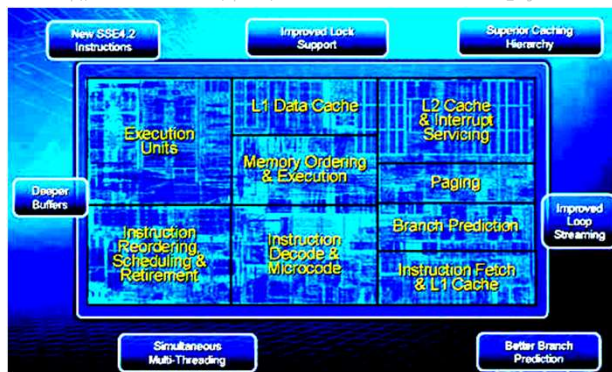 New SSE4.2
Instructions
Improved Lock
Support
Superior Caching
Hierarchy
Execution
Units
L1 Data Cache
L2 Cache
& Interrupt
Servicing
Memory Ordering
& Execution
Paging
Deeper
Buffers
Instruction
Reordering,
Scheduling &
Retirement
Instruction
Decode &
Microcode
Branch Prediction
Instruction Fetch
& L1 Cache
Improved
Loop
Streaming
Simultaneous
Multi-Threading
Better Branch
Prediction